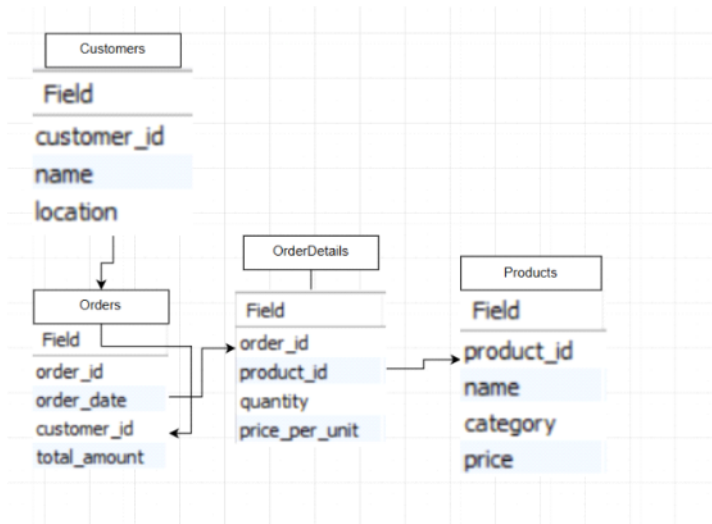 Customers
Field
customer_id
name
location
Orders
Field
order_id
order_date
customer_id
total_amount
OrderDetails
Field
order_id
product_id
quantity
price_per_unit
Products
Field
product_id
name
category
price